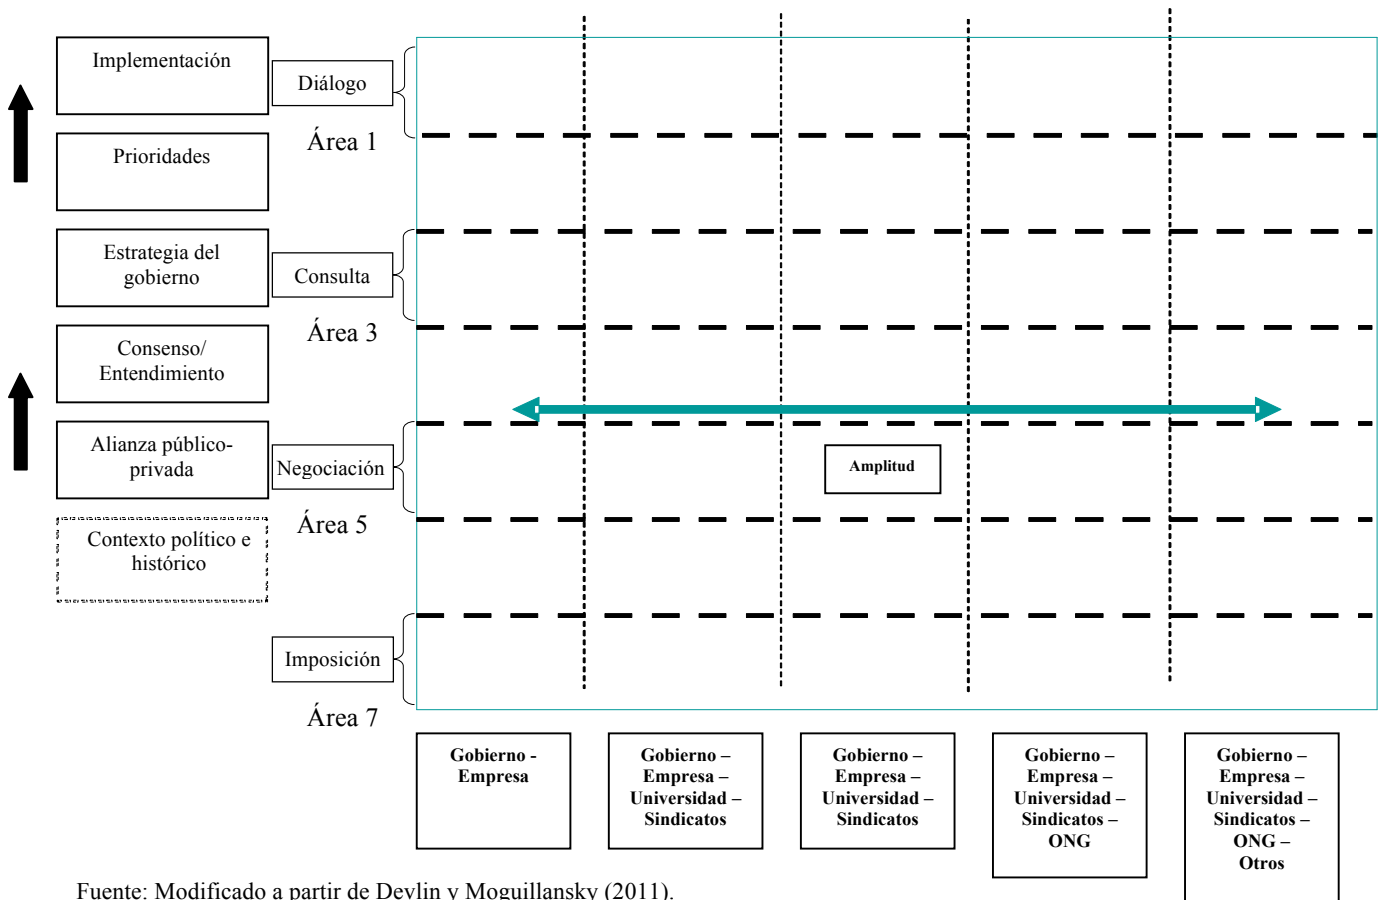 Implementación
Diálogo
Área 1
Prioridades
Estrategia del
gobierno
Consulta
Área 3
Consenso/
Entendimiento
Alianza público-
privada
Negociación
Amplitud
Área 5
Contexto político e
histórico
Imposición
Área 7
Gobierno -
Empresa
Gobierno –
Empresa –
Universidad –
Sindicatos
Gobierno –
Empresa –
Universidad –
Sindicatos
Gobierno –
Empresa –
Universidad –
Sindicatos –
ONG
Gobierno –
Empresa –
Universidad –
Sindicatos –
ONG –
Otros
Fuente: Modificado a partir de Devlin y Moguillansky (2011).